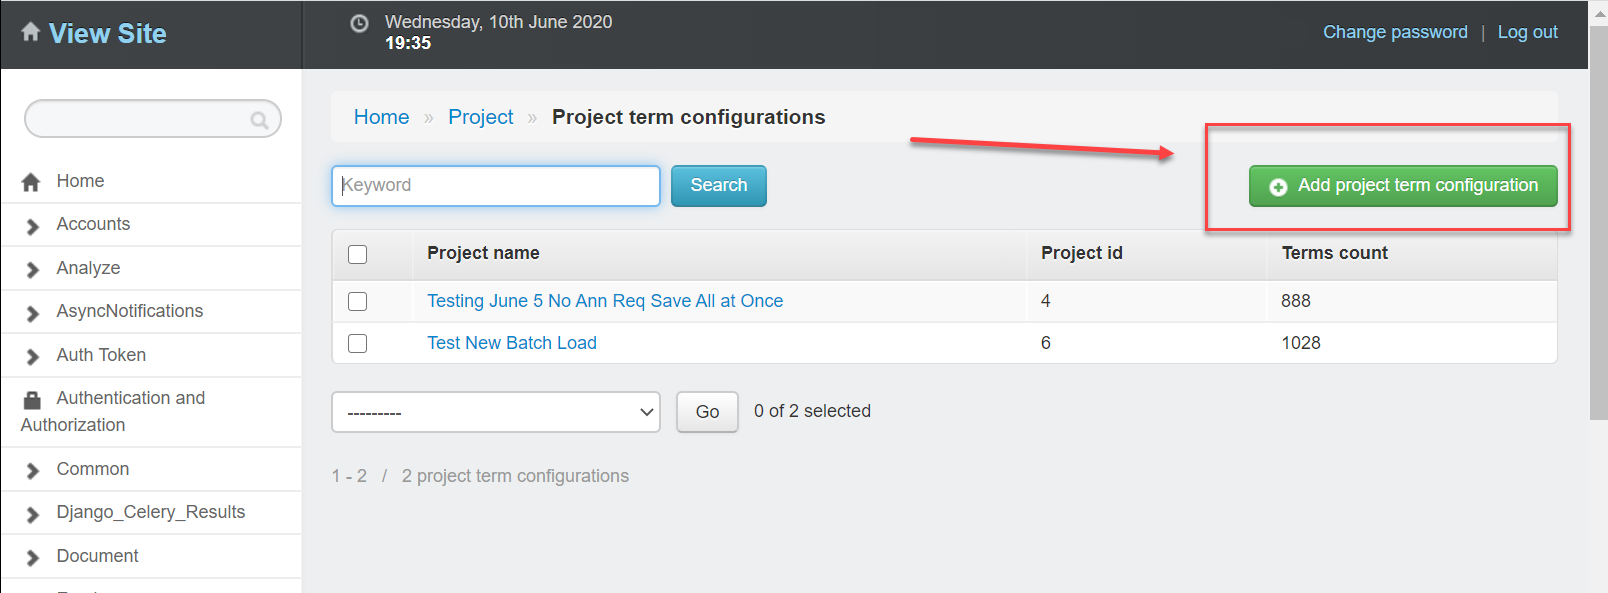 View Site
Wednesday, 10th June 2020
19:35
Change password | Log out
Home
Accounts
Analyze
AsyncNotifications
Auth Token
Authentication and
Authorization
Common
Django_Celery_Results
Document
Home » Project » Project term configurations
Keyword
Search
Add project term configuration
Project name Project id Terms count
Testing June 5 No Ann Req Save All at Once 4 888
Test New Batch Load 6 1028
---------
Go
0 of 2 selected
1 - 2 / 2 project term configurations